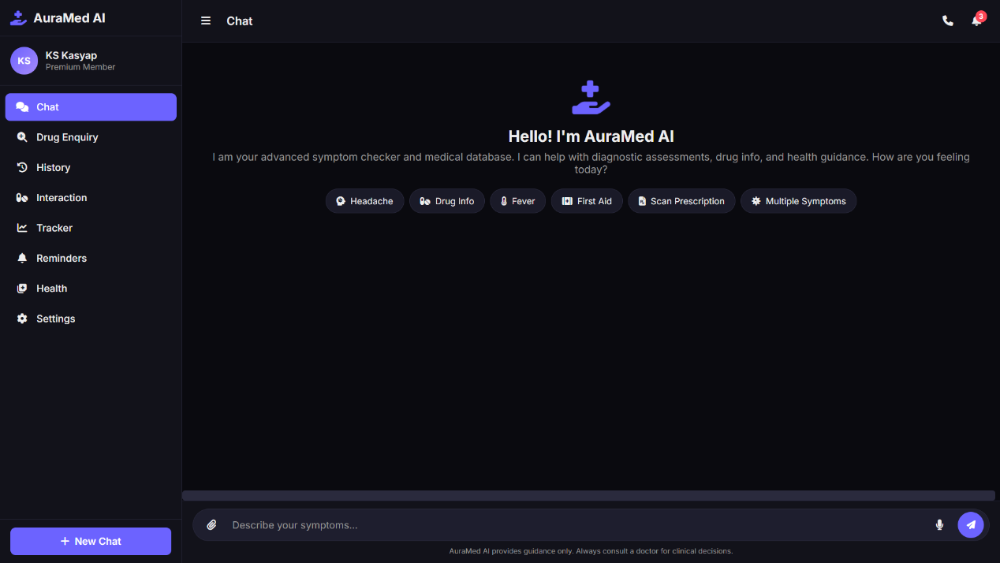 AuraMed AI
KS
KS Kasyap
Premium Member
Chat
Drug Enquiry
History
Interaction
Tracker
Reminders
Health
Settings
+ New Chat
Chat
3
Hello! I'm AuraMed AI
I am your advanced symptom checker and medical database. I can help with diagnostic assessments, drug info, and health guidance. How are you feeling
today?
Headache
Drug Info
Fever
First Aid
Scan Prescription
Multiple Symptoms
Describe your symptoms...
AuraMed AI provides guidance only. Always consult a doctor for clinical decisions.